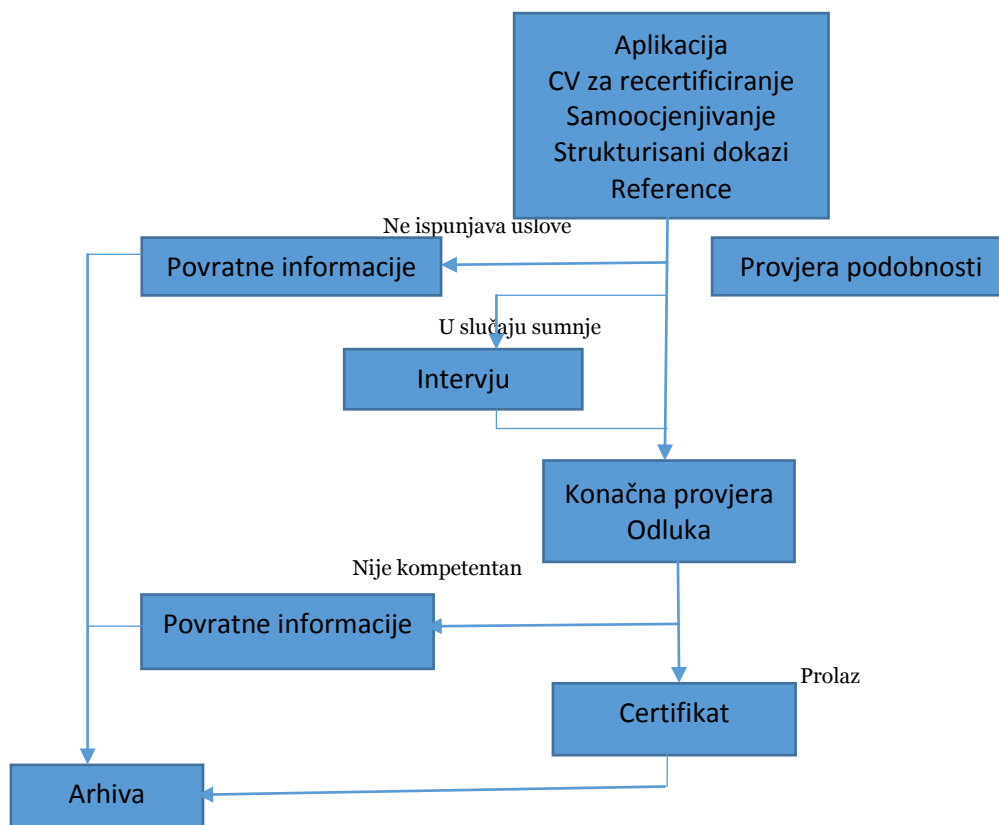 Aplikacija
CV za recertificiranje
Samoocjenjivanje
Strukturisani dokazi
Reference
Ne ispunjava uslove
Povratne informacije
Provjera podobnosti
U slučaju sumnje
Intervju
Konačna provjera
Odluka
Nije kompetentan
Povratne informacije
Prolaz
Certifikat
Arhiva